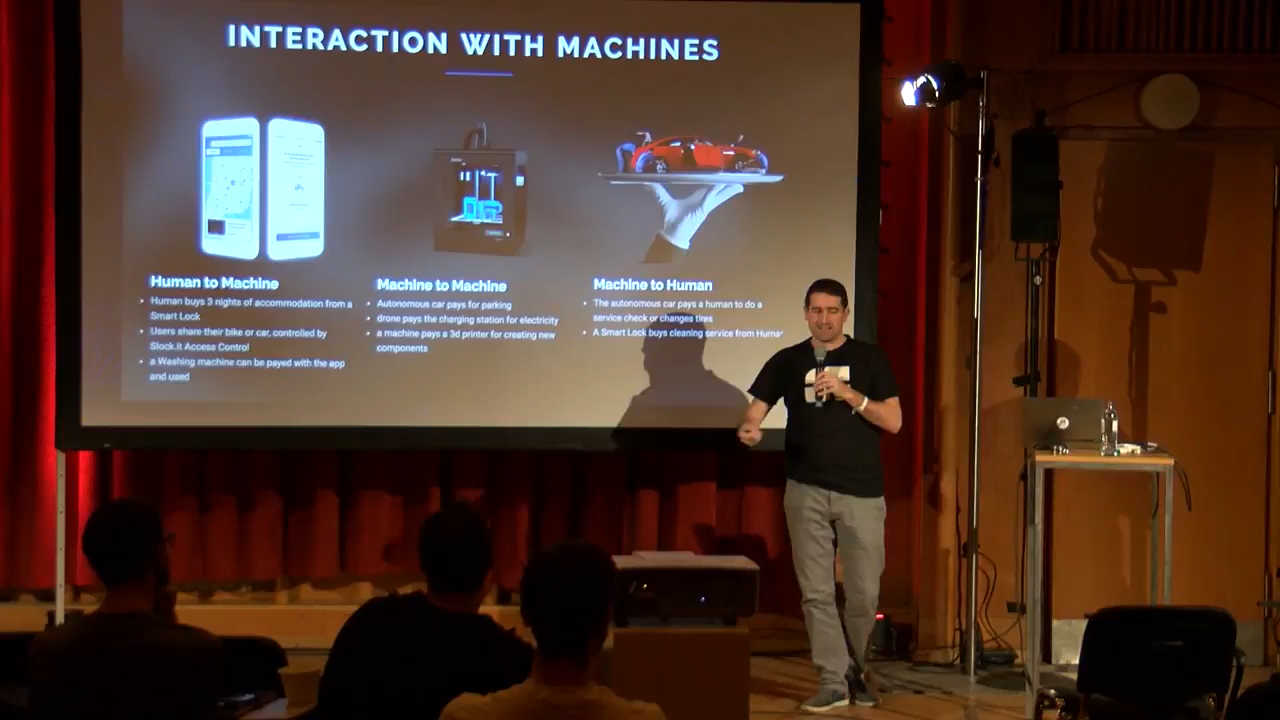 INTERACTION WITH MACHINES
Human to Machine
Human buys 3 nights of accommodation from a
Smart Lock
Users share their bike or car, controlled by
Slock.it Access Control
a Washing machine can be payed with the app
and used
Machine to Machine
Autonomous car pays for parking
drone pays the charging station for electricity
a machine pays a 3d printer for creating new
components
Machine to Human
The autonomous car pays a human to do a
service check or changes tires
A Smart Lock buys cleaning service from Human